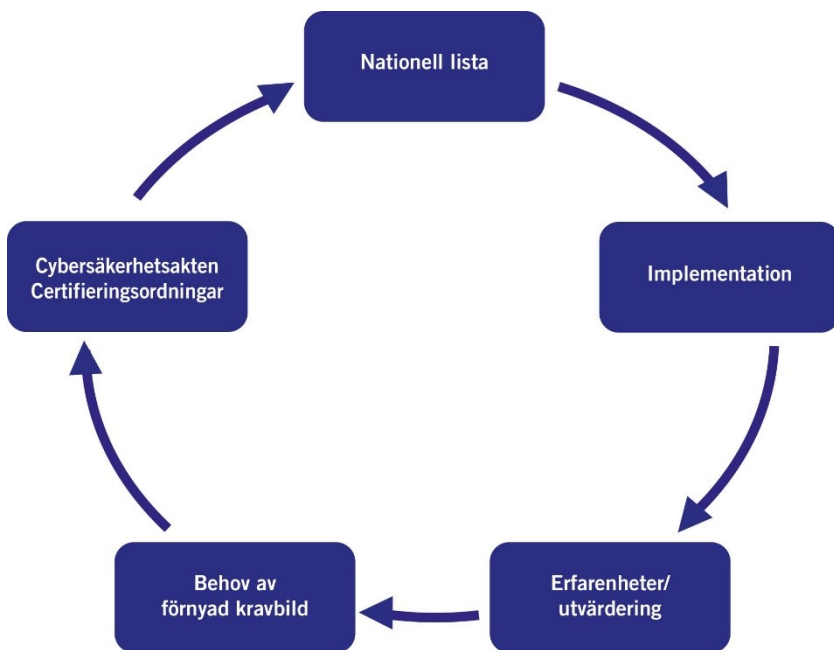 Nationell lista
Implementation
Erfarenheter/
utvärdering
Behov av
förnyad kravbild
Cybersäkerhetsakten
Certifieringsordningar